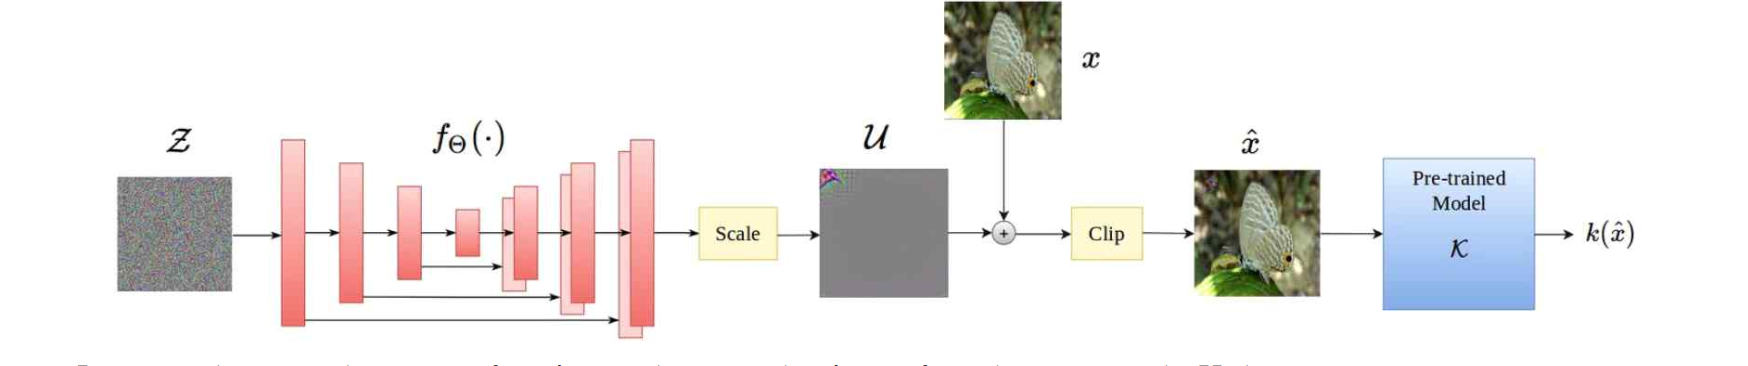 x
𝒵
f_Θ(·)
𝒰
x̂
Scale
+
Clip
Pre-trained
Model
𝒦
k(x̂)